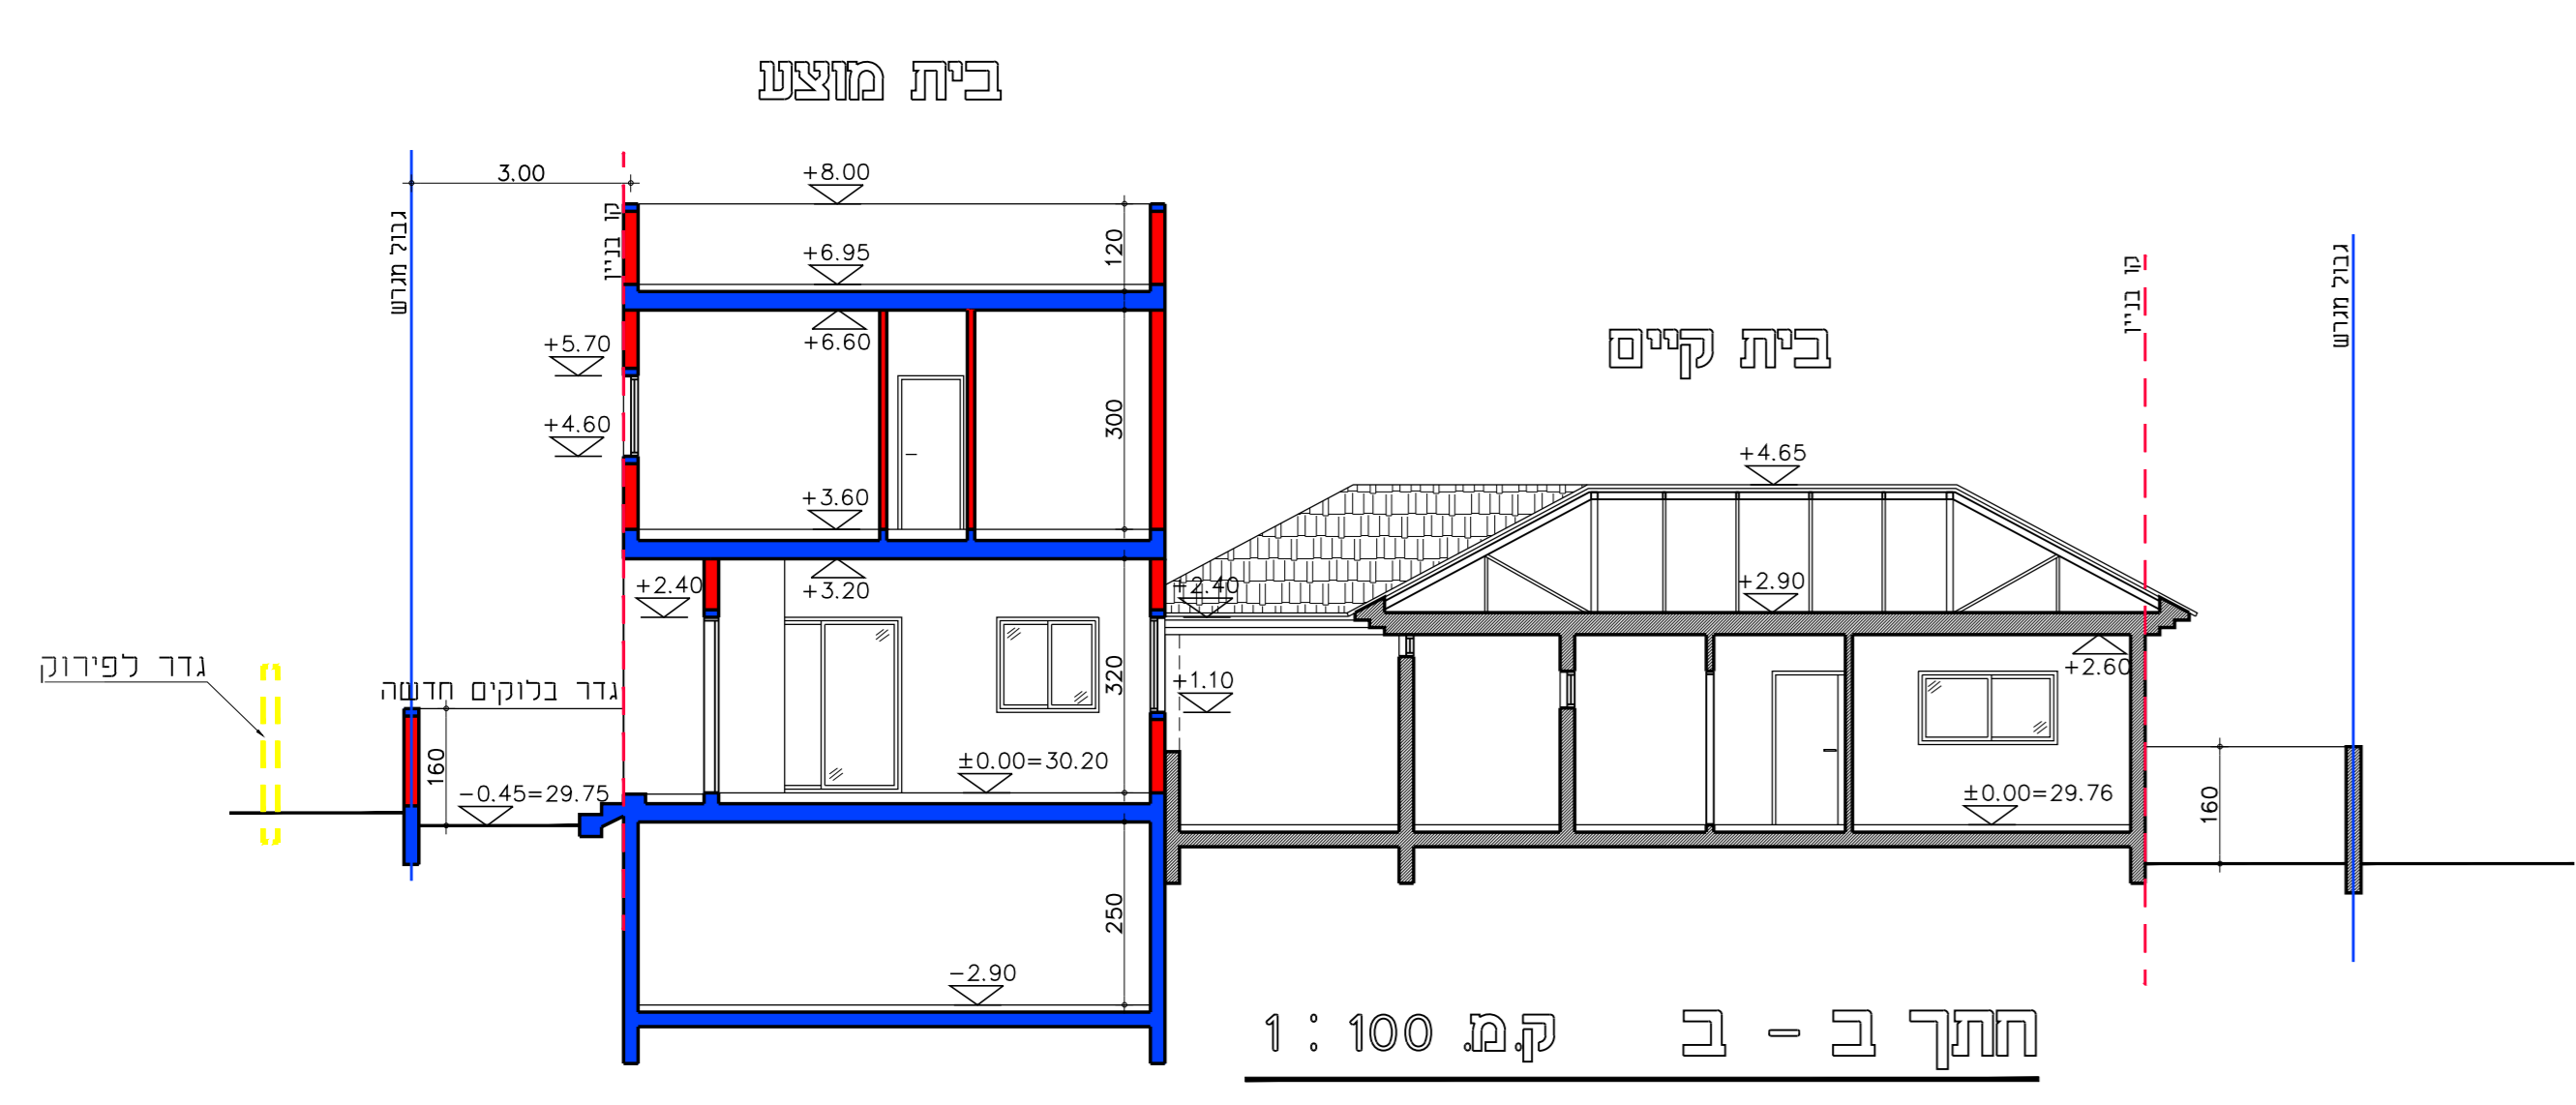 בית מוצע
3.00
+8.00
גבול מגרש
קו בניין
+6.95
120
קו בניין
גבול מגרש
+5.70
+6.60
בית קיים
+4.60
300
+4.65
+3.60
+2.40
+3.20
+2.40
+2.90
גדר לפירוק
גדר בלוקים חדשה
320
+1.10
+2.60
160
-0.45=29.75
±0.00=30.20
±0.00=29.76
160
250
-2.90
חתך ב - ב ק.מ. 100 : 1